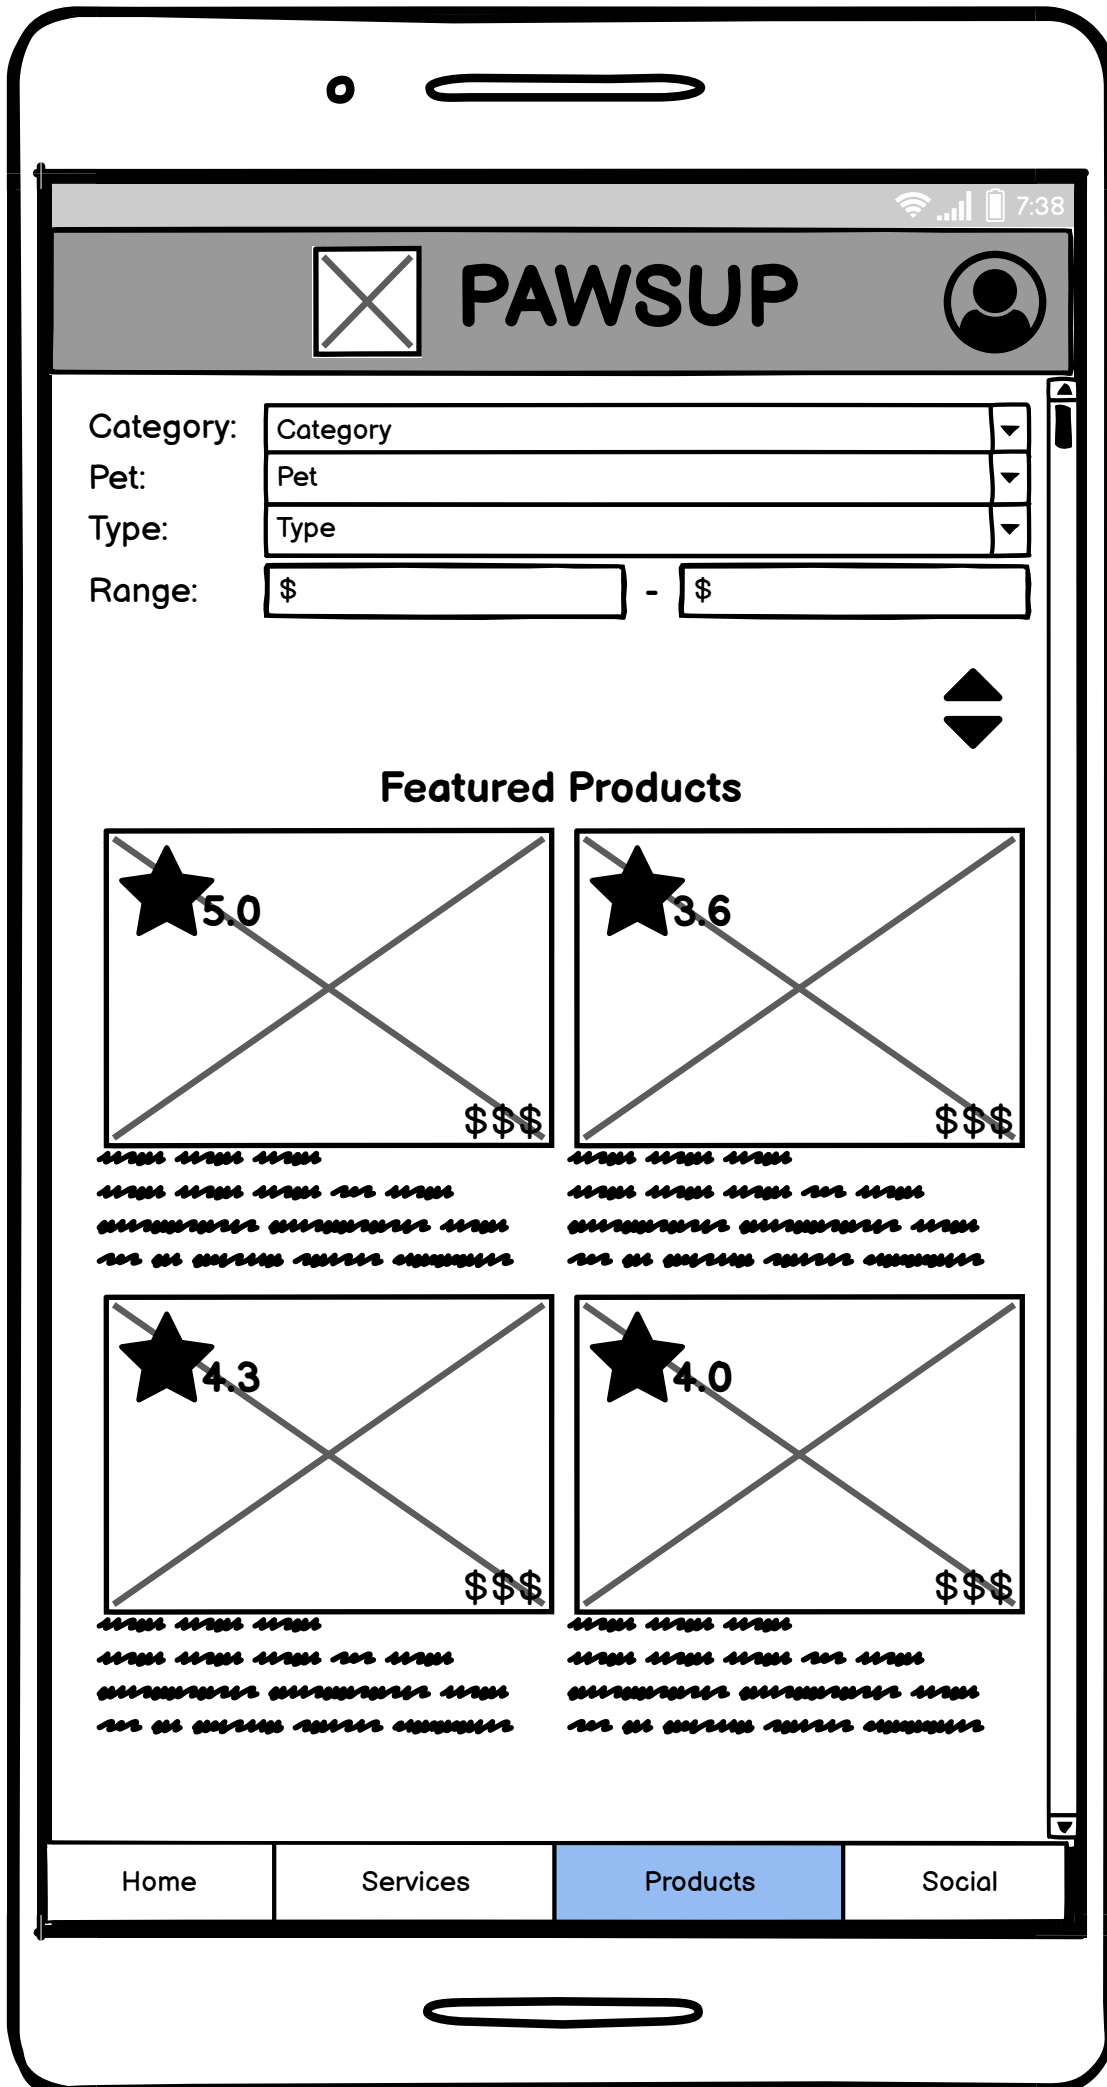 7:38
PAWSUP
Category: Category
Pet: Pet
Type: Type
Range: $ - $
Featured Products
5.0 3.6
$$$ $$$
4.3 4.0
$$$ $$$
Home Services Products Social